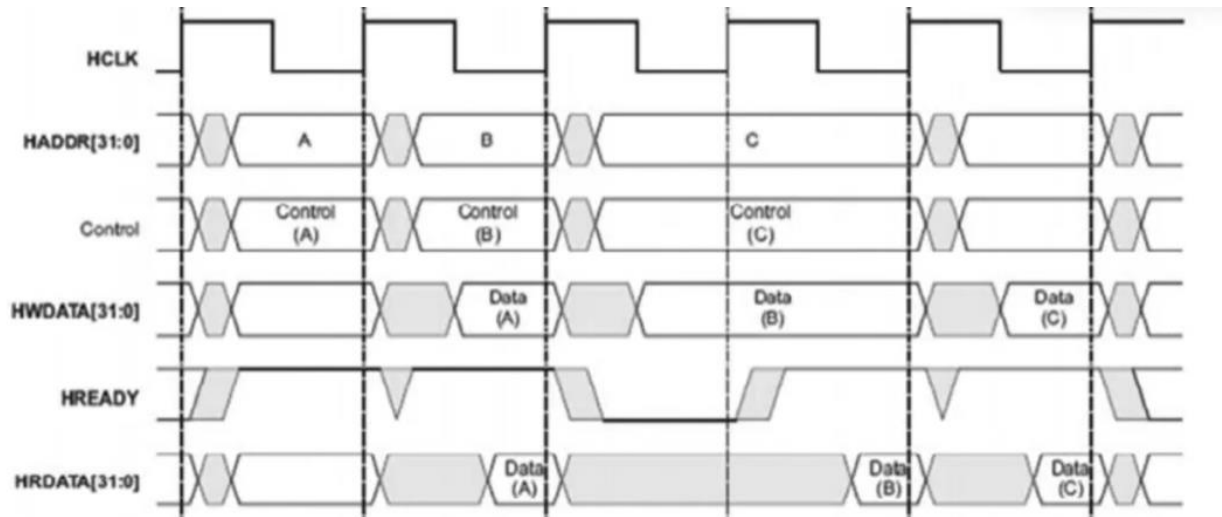 HCLK
HADDR[31:0]
A
B
C
Control
Control
(A)
Control
(B)
Control
(C)
HWDATA[31:0]
Data
(A)
Data
(B)
Data
(C)
HREADY
HRDATA[31:0]
Data
(A)
Data
(B)
Data
(C)